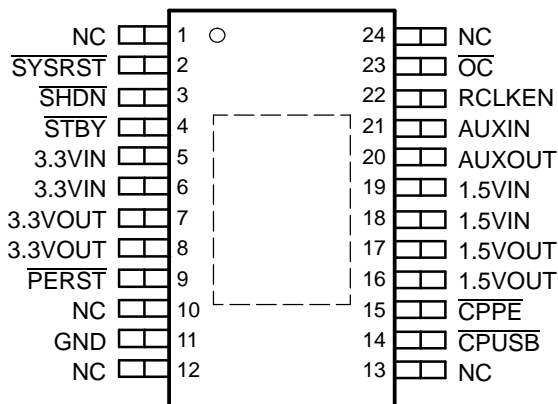 NC 1 24 NC
SYSRST 2 23 OC
SHDN 3 22 RCLKEN
STBY 4 21 AUXIN
3.3VIN 5 20 AUXOUT
3.3VIN 6 19 1.5VIN
3.3VOUT 7 18 1.5VIN
3.3VOUT 8 17 1.5VOUT
PERST 9 16 1.5VOUT
NC 10 15 CPPE
GND 11 14 CPUSB
NC 12 13 NC